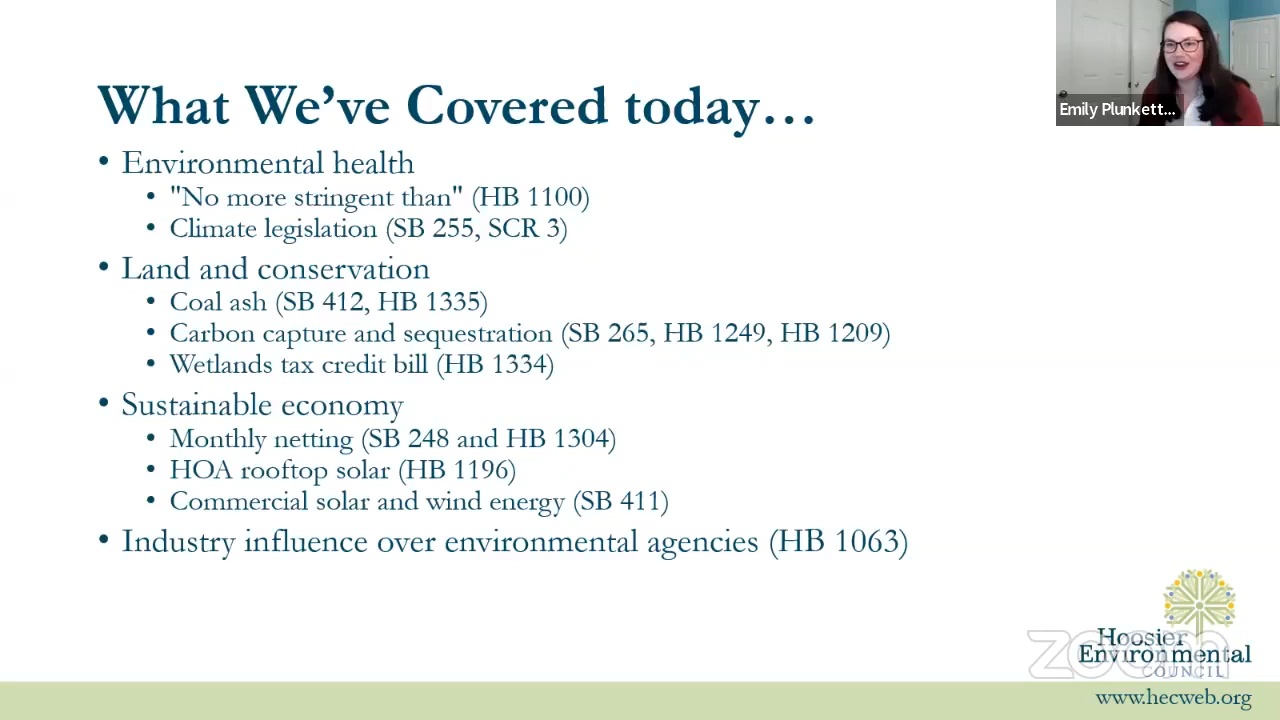 What We've Covered today…
• Environmental health
• "No more stringent than" (HB 1100)
• Climate legislation (SB 255, SCR 3)
• Land and conservation
• Coal ash (SB 412, HB 1335)
• Carbon capture and sequestration (SB 265, HB 1249, HB 1209)
• Wetlands tax credit bill (HB 1334)
• Sustainable economy
• Monthly netting (SB 248 and HB 1304)
• HOA rooftop solar (HB 1196)
• Commercial solar and wind energy (SB 411)
• Industry influence over environmental agencies (HB 1063)
Emily Plunkett...
zoom
Hoosier
Environmental
COUNCIL
www.hecweb.org